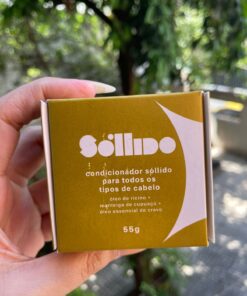 Sóllido
condicionador sóllido
para todos os
tipos de cabelo
óleo de rícino +
manteiga de cupuaçu +
óleo essencial de cravo
55g